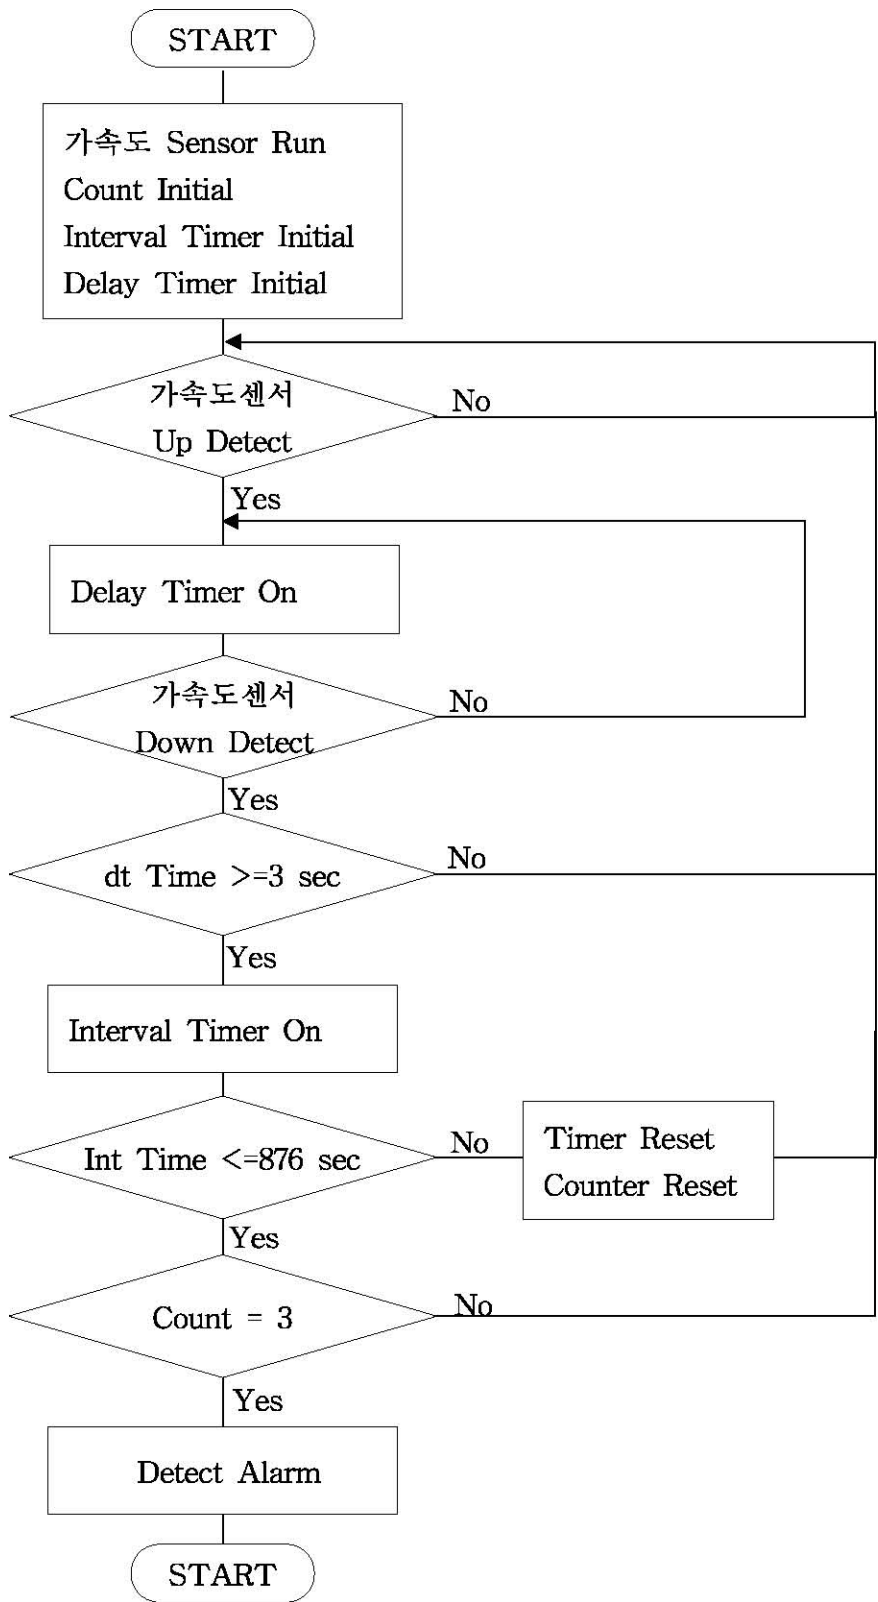 START
가속도 Sensor Run
Count Initial
Interval Timer Initial
Delay Timer Initial
가속도센서
Up Detect
No
Yes
Delay Timer On
가속도센서
Down Detect
No
Yes
dt Time >=3 sec
No
Yes
Interval Timer On
Int Time <=876 sec
No
Timer Reset
Counter Reset
Yes
Count = 3
No
Yes
Detect Alarm
START